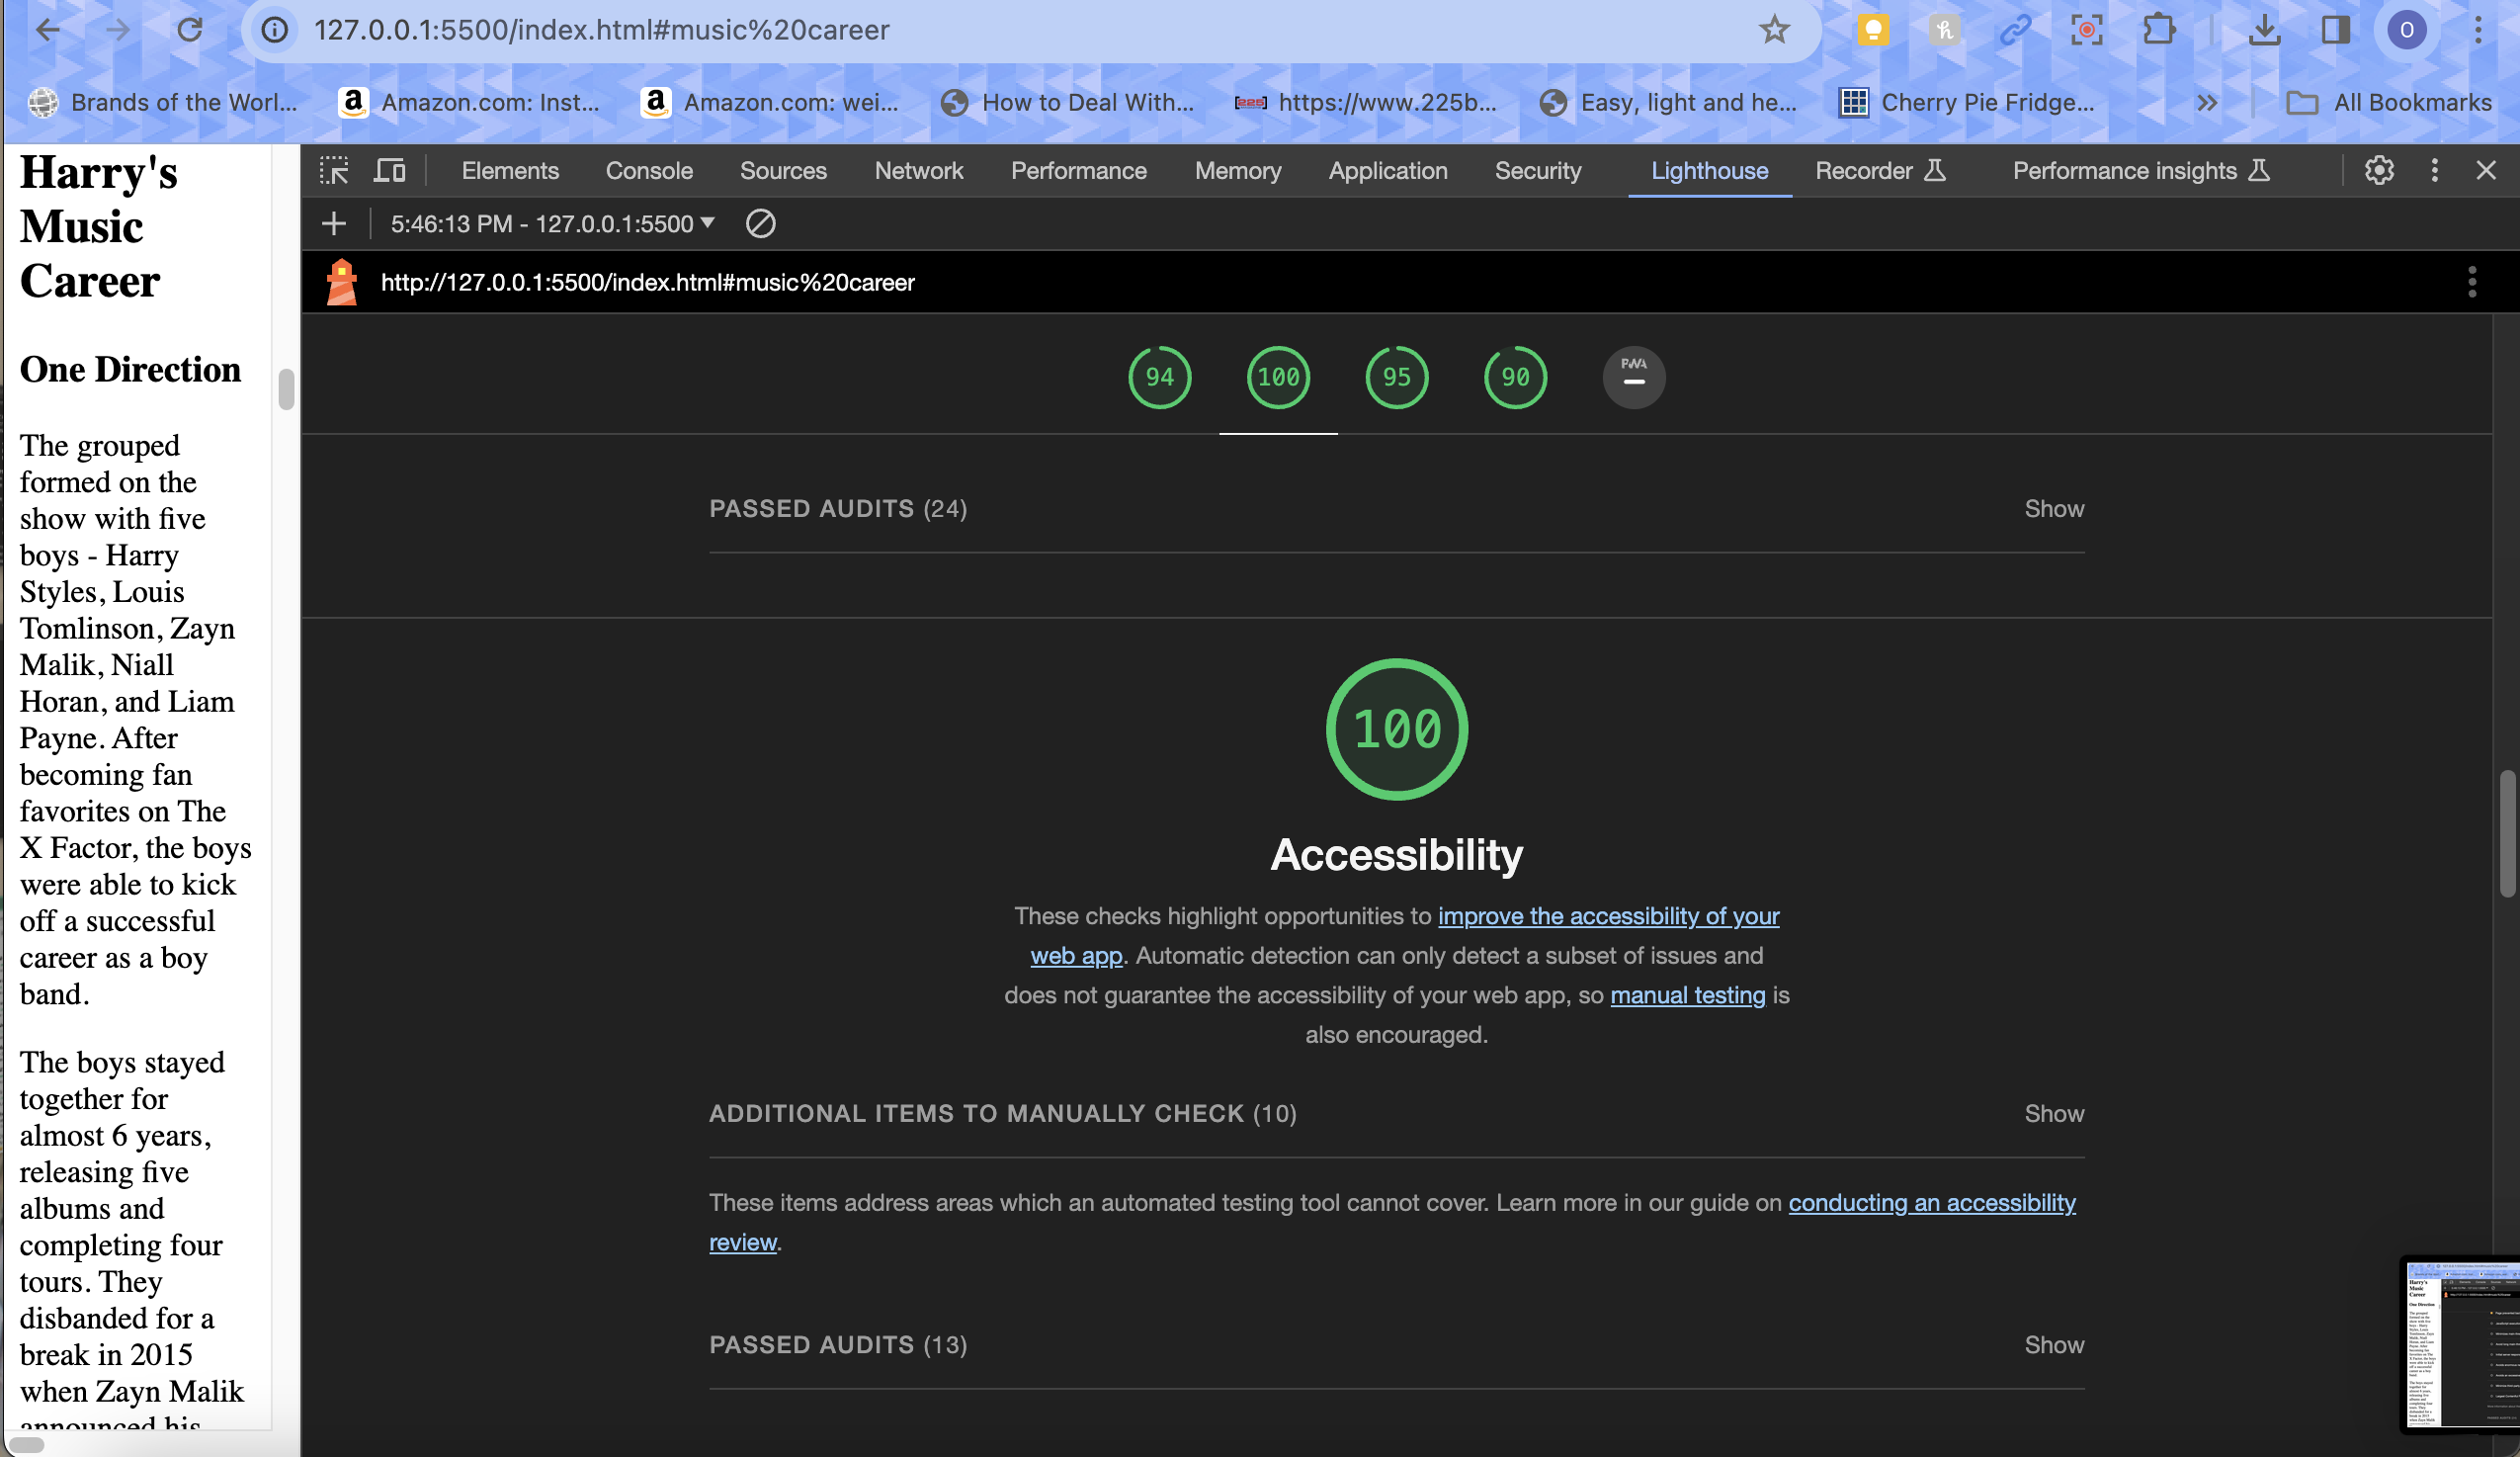 127.0.0.1:5500/index.html#music%20career
O
Brands of the Worl...
Amazon.com: Inst...
Amazon.com: wei...
How to Deal With...
https://www.225b...
Easy, light and he...
Cherry Pie Fridge...
All Bookmarks
Elements Console Sources Network Performance Memory Application Security Lighthouse Recorder Performance insights
5:46:13 PM - 127.0.0.1:5500
http://127.0.0.1:5500/index.html#music%20career
94 100 95 90 PWA
PASSED AUDITS (24) Show
100
Accessibility
These checks highlight opportunities to improve the accessibility of your
web app. Automatic detection can only detect a subset of issues and
does not guarantee the accessibility of your web app, so manual testing is
also encouraged.
ADDITIONAL ITEMS TO MANUALLY CHECK (10) Show
These items address areas which an automated testing tool cannot cover. Learn more in our guide on conducting an accessibility
review.
PASSED AUDITS (13) Show
Harry's
Music
Career
One Direction
The grouped
formed on the
show with five
boys - Harry
Styles, Louis
Tomlinson, Zayn
Malik, Niall
Horan, and Liam
Payne. After
becoming fan
favorites on The
X Factor, the boys
were able to kick
off a successful
career as a boy
band.
The boys stayed
together for
almost 6 years,
releasing five
albums and
completing four
tours. They
disbanded for a
break in 2015
when Zayn Malik
announced his